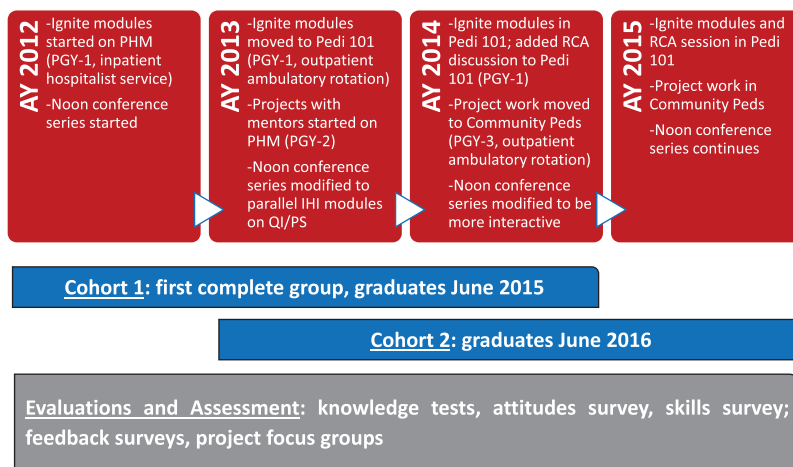 AY 2012
-Ignite modules
started on PHM
(PGY-1, inpatient
hospitalist service)
-Noon conference
series started
AY 2013
-Ignite modules
moved to Pedi 101
(PGY-1, outpatient
ambulatory rotation)
-Projects with
mentors started on
PHM (PGY-2)
-Noon conference
series modified to
parallel IHI modules
on QI/PS
AY 2014
-Ignite modules in
Pedi 101; added RCA
discussion to Pedi
101 (PGY-1)
-Project work moved
to Community Peds
(PGY-3, outpatient
ambulatory rotation)
-Noon conference
series modified to be
more interactive
AY 2015
-Ignite modules and
RCA session in Pedi
101
-Project work in
Community Peds
-Noon conference
series continues
Cohort 1: first complete group, graduates June 2015
Cohort 2: graduates June 2016
Evaluations and Assessment: knowledge tests, attitudes survey, skills survey;
feedback surveys, project focus groups